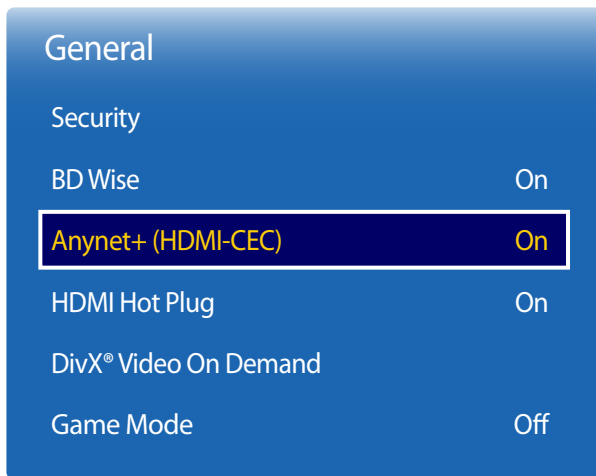 General
Security
BD Wise On
Anynet+ (HDMI-CEC) On
HDMI Hot Plug On
DivX® Video On Demand
Game Mode Off